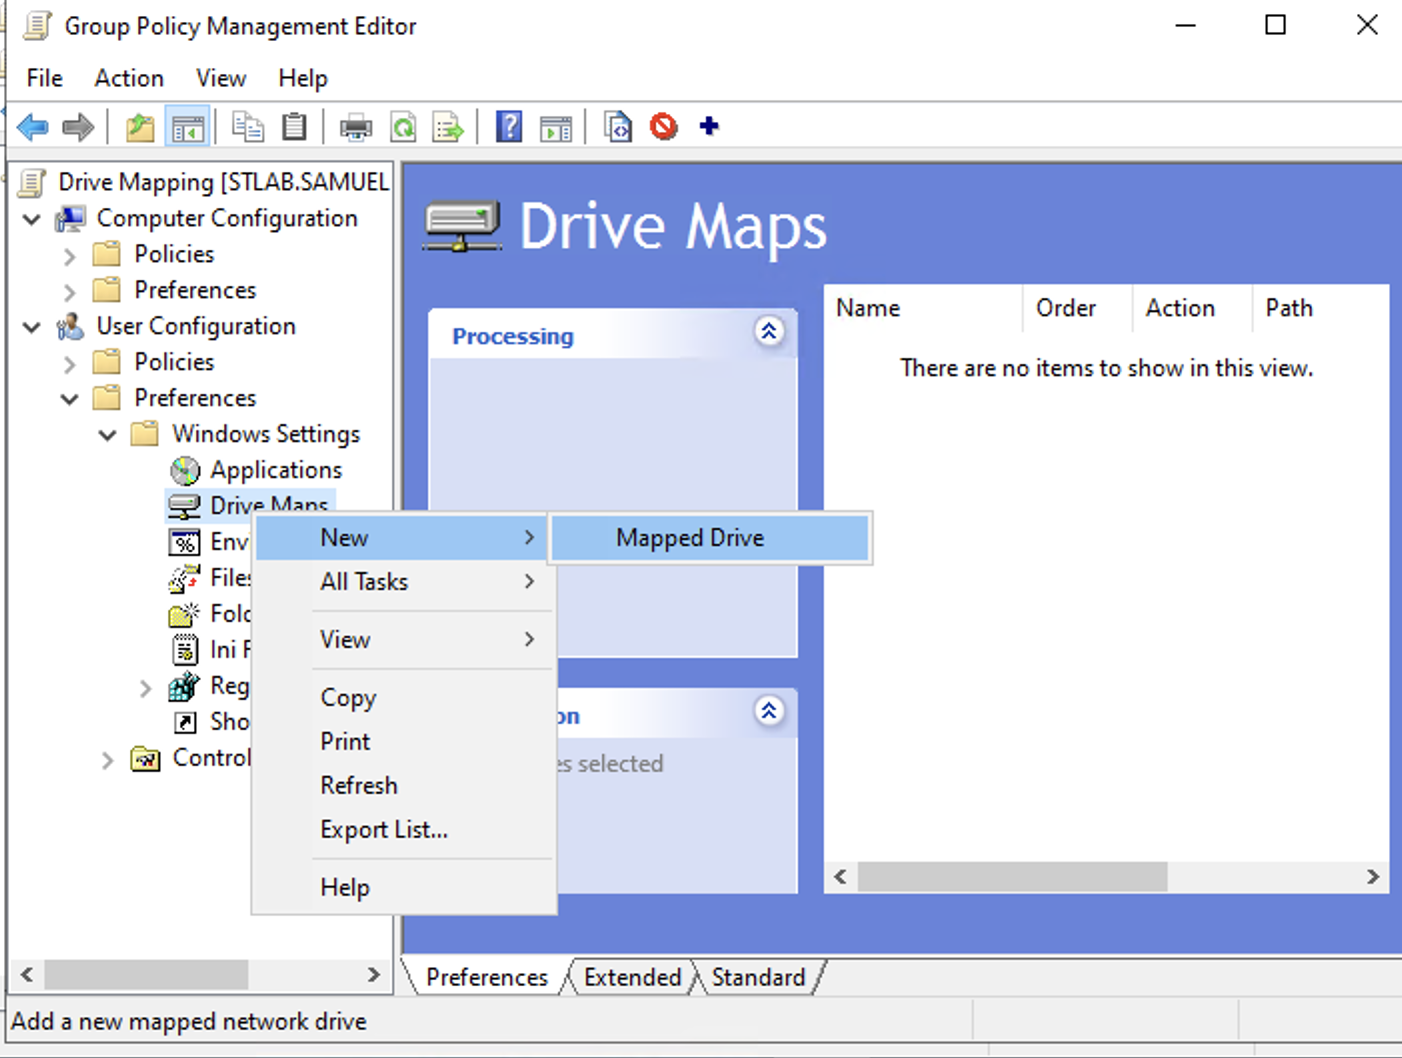 Group Policy Management Editor
File Action View Help
Drive Mapping [STLAB.SAMUEL
Computer Configuration
Policies
Preferences
User Configuration
Policies
Preferences
Windows Settings
Applications
Drive Maps
Env
Files
Fold
Ini F
Reg
Sho
Control
New
Mapped Drive
All Tasks
View
Copy
Print
Refresh
Export List...
Help
Drive Maps
Processing
on
es selected
Name Order Action Path
There are no items to show in this view.
Preferences Extended Standard
Add a new mapped network drive